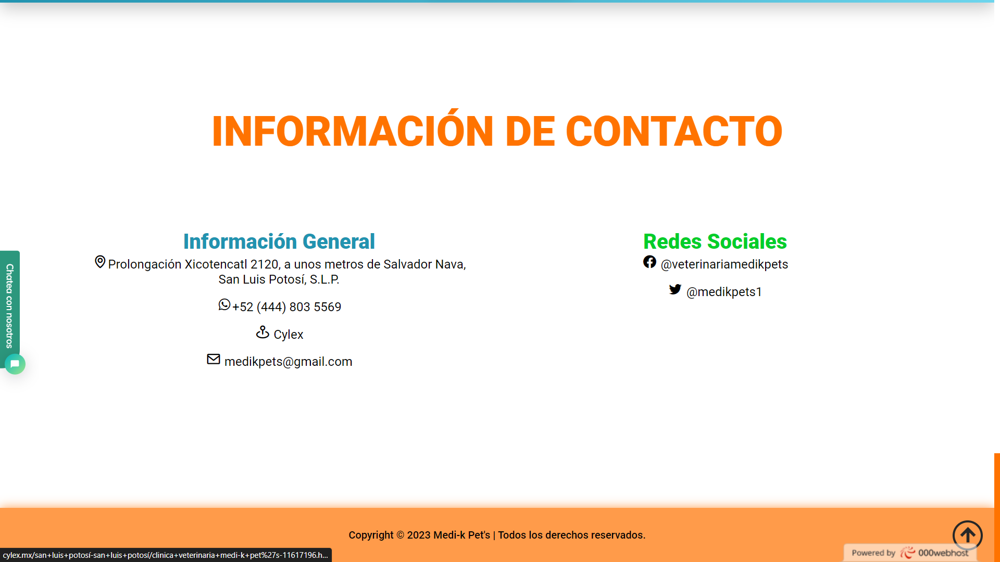 INFORMACIÓN DE CONTACTO
Información General
Prolongación Xicotencatl 2120, a unos metros de Salvador Nava,
San Luis Potosí, S.L.P.
+52 (444) 803 5569
Cylex
medikpets@gmail.com
Redes Sociales
@veterinariamedikpets
@medikpets1
Chatea con nosotros
Copyright © 2023 Medi-k Pet's | Todos los derechos reservados.
cylex.mx/san+luis+potosí-san+luis+potosí/clinica+veterinaria+medi-k+pet%27s-11617196.h...
Powered by 000webhost